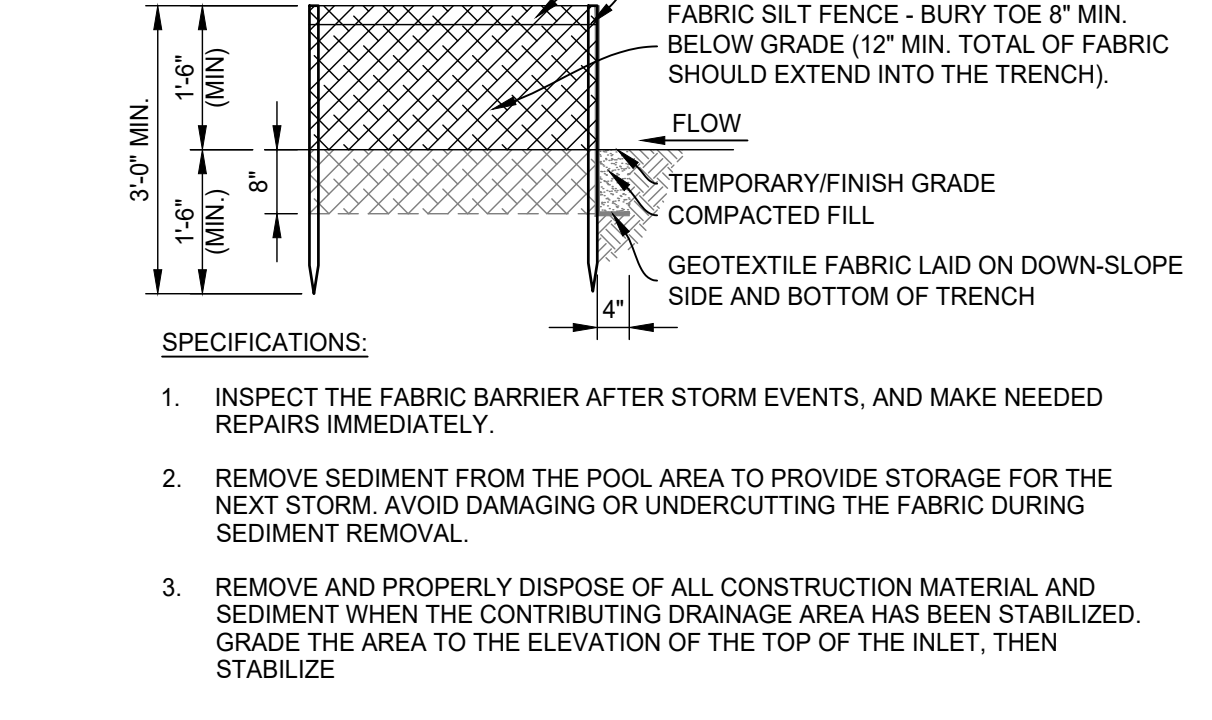 FABRIC SILT FENCE - BURY TOE 8" MIN.
BELOW GRADE (12" MIN. TOTAL OF FABRIC
SHOULD EXTEND INTO THE TRENCH).
3'-0" MIN.
1'-6"
(MIN)
1'-6"
(MIN.)
8"
FLOW
TEMPORARY/FINISH GRADE
COMPACTED FILL
GEOTEXTILE FABRIC LAID ON DOWN-SLOPE
SIDE AND BOTTOM OF TRENCH
4"
SPECIFICATIONS:
1. INSPECT THE FABRIC BARRIER AFTER STORM EVENTS, AND MAKE NEEDED
REPAIRS IMMEDIATELY.
2. REMOVE SEDIMENT FROM THE POOL AREA TO PROVIDE STORAGE FOR THE
NEXT STORM. AVOID DAMAGING OR UNDERCUTTING THE FABRIC DURING
SEDIMENT REMOVAL.
3. REMOVE AND PROPERLY DISPOSE OF ALL CONSTRUCTION MATERIAL AND
SEDIMENT WHEN THE CONTRIBUTING DRAINAGE AREA HAS BEEN STABILIZED.
GRADE THE AREA TO THE ELEVATION OF THE TOP OF THE INLET, THEN
STABILIZE